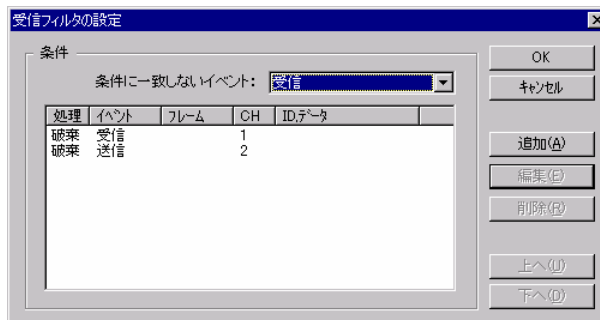 受信フィルタの設定
条件
条件に一致しないイベント: 受信
処理 イベント フレーム CH ID,データ
破棄 受信 1
破棄 送信 2
OK
キャンセル
追加(A)
編集(E)
削除(R)
上へ(U)
下へ(D)